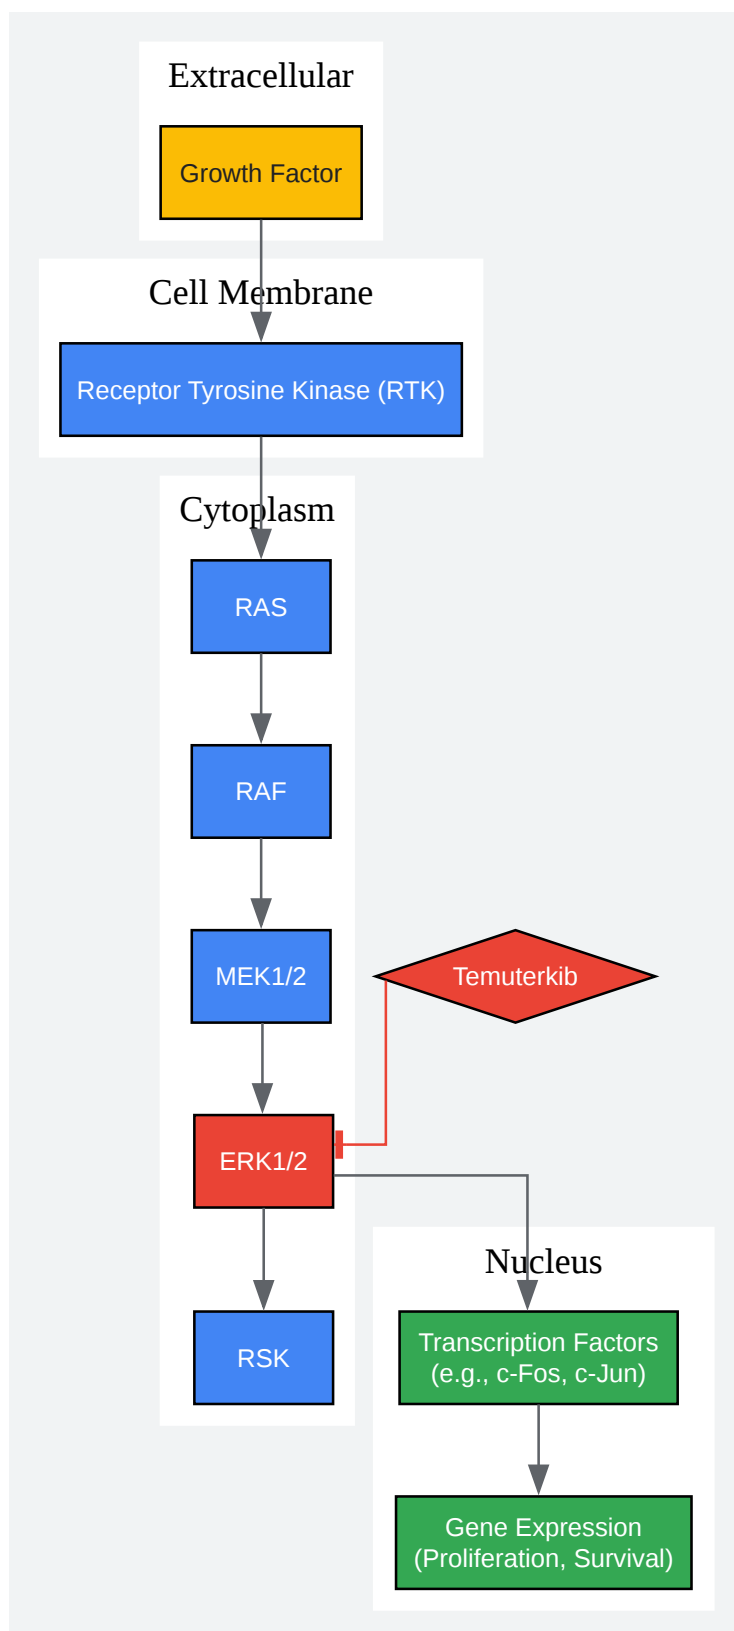 Extracellular
Growth Factor
Cell Membrane
Receptor Tyrosine Kinase (RTK)
Cytoplasm
RAS
RAF
MEK1/2
Temuterkib
ERK1/2
Nucleus
RSK
Transcription Factors
(e.g., c-Fos, c-Jun)
Gene Expression
(Proliferation, Survival)